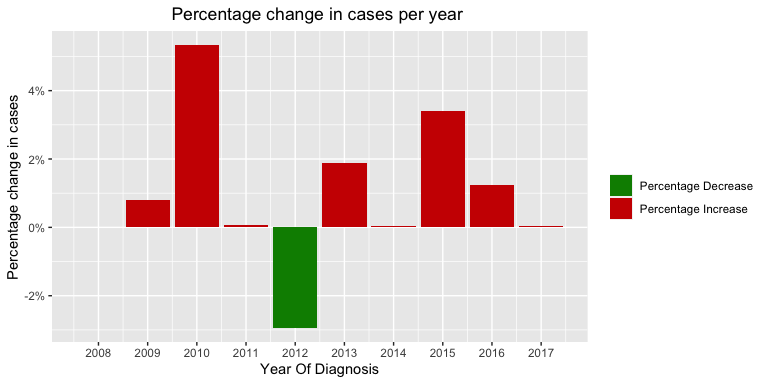 Percentage change in cases per year
Percentage change in cases
4%
2%
0%
-2%
2008 2009 2010 2011 2012 2013 2014 2015 2016 2017
Year Of Diagnosis
Percentage Decrease
Percentage Increase